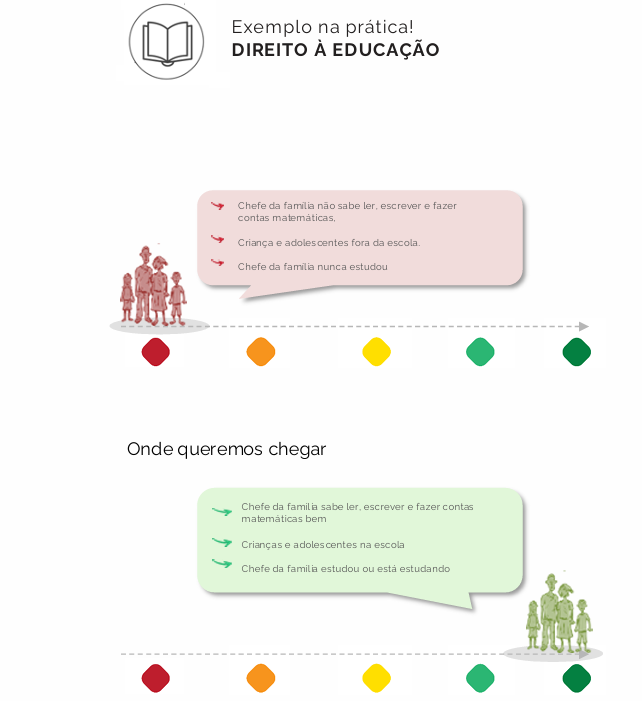 Exemplo na prática!
DIREITO À EDUCAÇÃO
Chefe da família não sabe ler, escrever e fazer
contas matemáticas,
Criança e adolescentes fora da escola.
Chefe da família nunca estudou
Onde queremos chegar
Chefe da família sabe ler, escrever e fazer contas
matemáticas bem
Crianças e adolescentes na escola
Chefe da família estudou ou está estudando